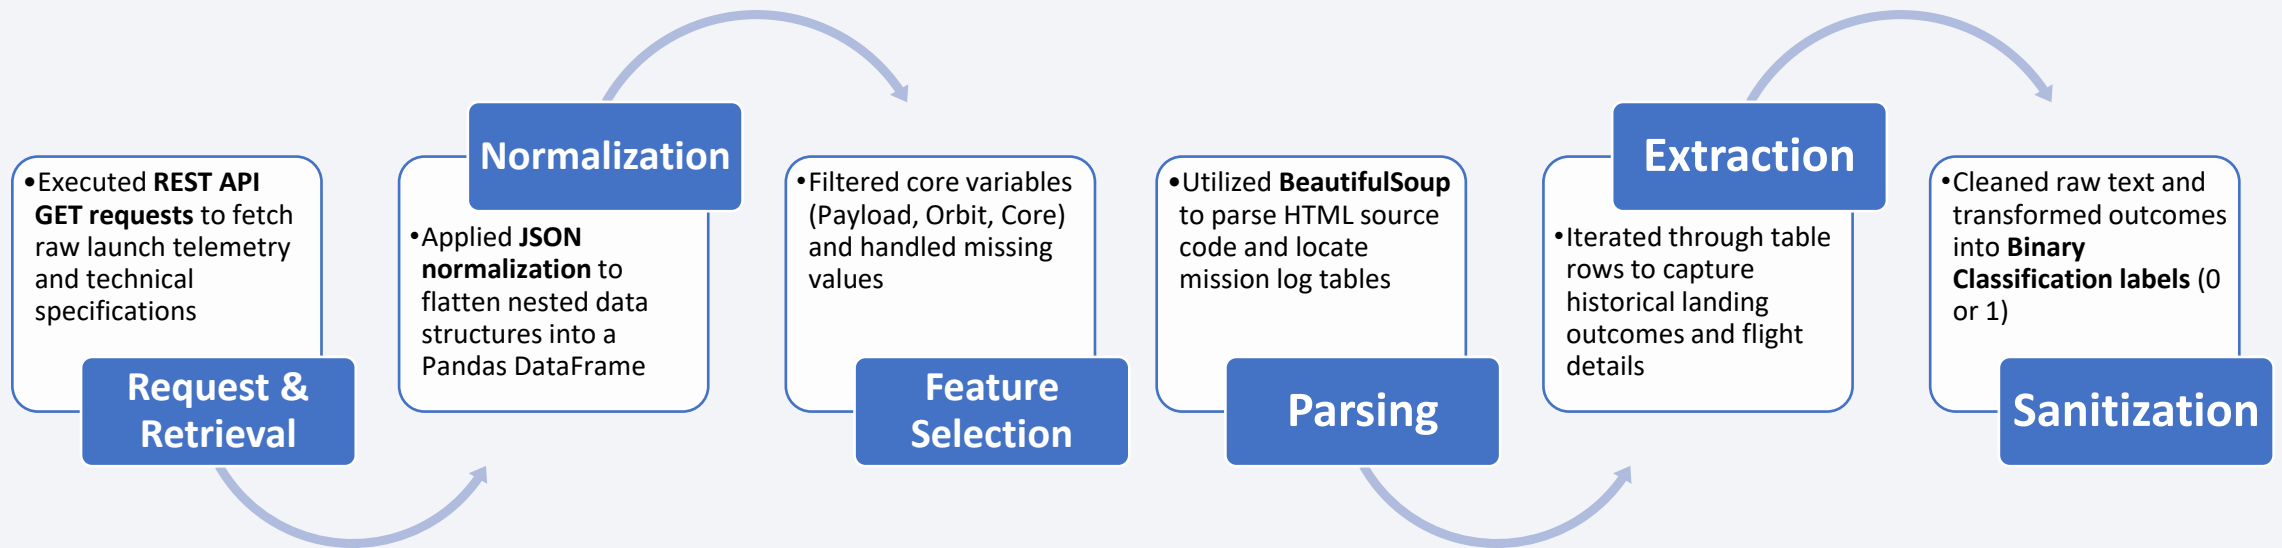 •Executed REST API
GET requests to fetch
raw launch telemetry
and technical
specifications
Request &
Retrieval
Normalization
•Applied JSON
normalization to
flatten nested data
structures into a
Pandas DataFrame
•Filtered core variables
(Payload, Orbit, Core)
and handled missing
values
Feature
Selection
•Utilized BeautifulSoup
to parse HTML source
code and locate
mission log tables
Parsing
Extraction
•Iterated through table
rows to capture
historical landing
outcomes and flight
details
•Cleaned raw text and
transformed outcomes
into Binary
Classification labels (0
or 1)
Sanitization